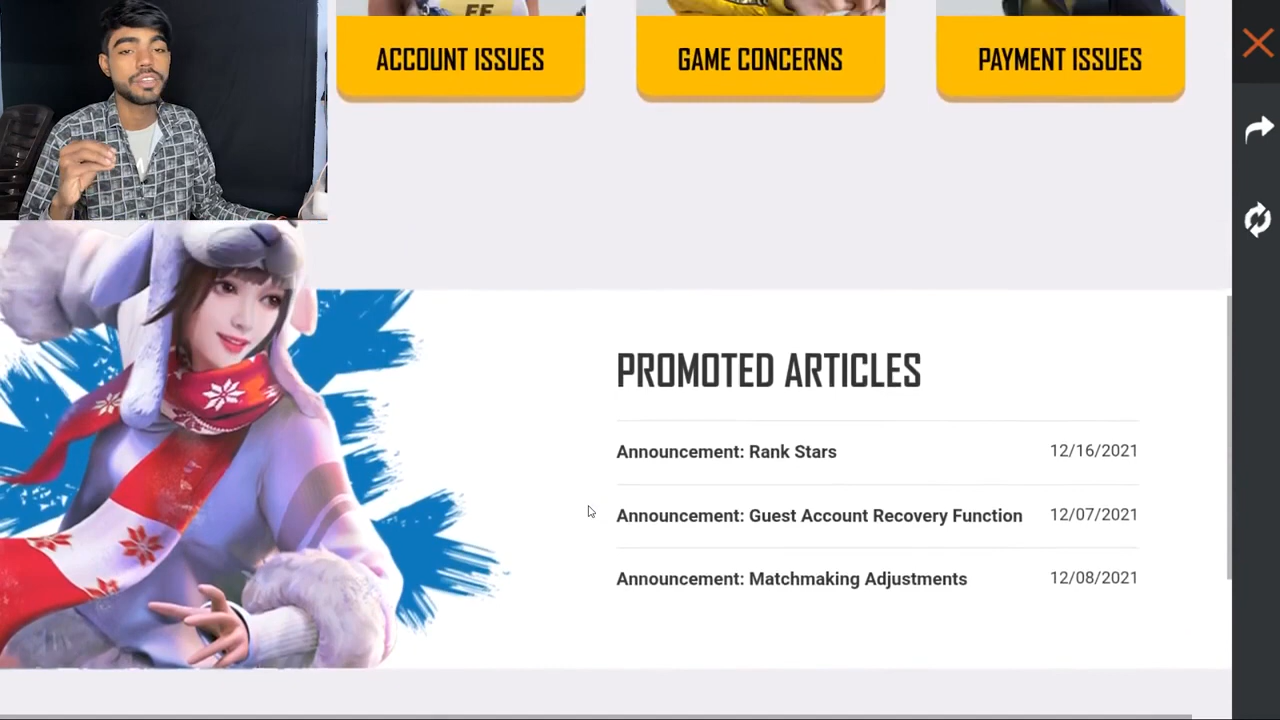 FF
ACCOUNT ISSUES
GAME CONCERNS
PAYMENT ISSUES
PROMOTED ARTICLES
Announcement: Rank Stars 12/16/2021
Announcement: Guest Account Recovery Function 12/07/2021
Announcement: Matchmaking Adjustments 12/08/2021